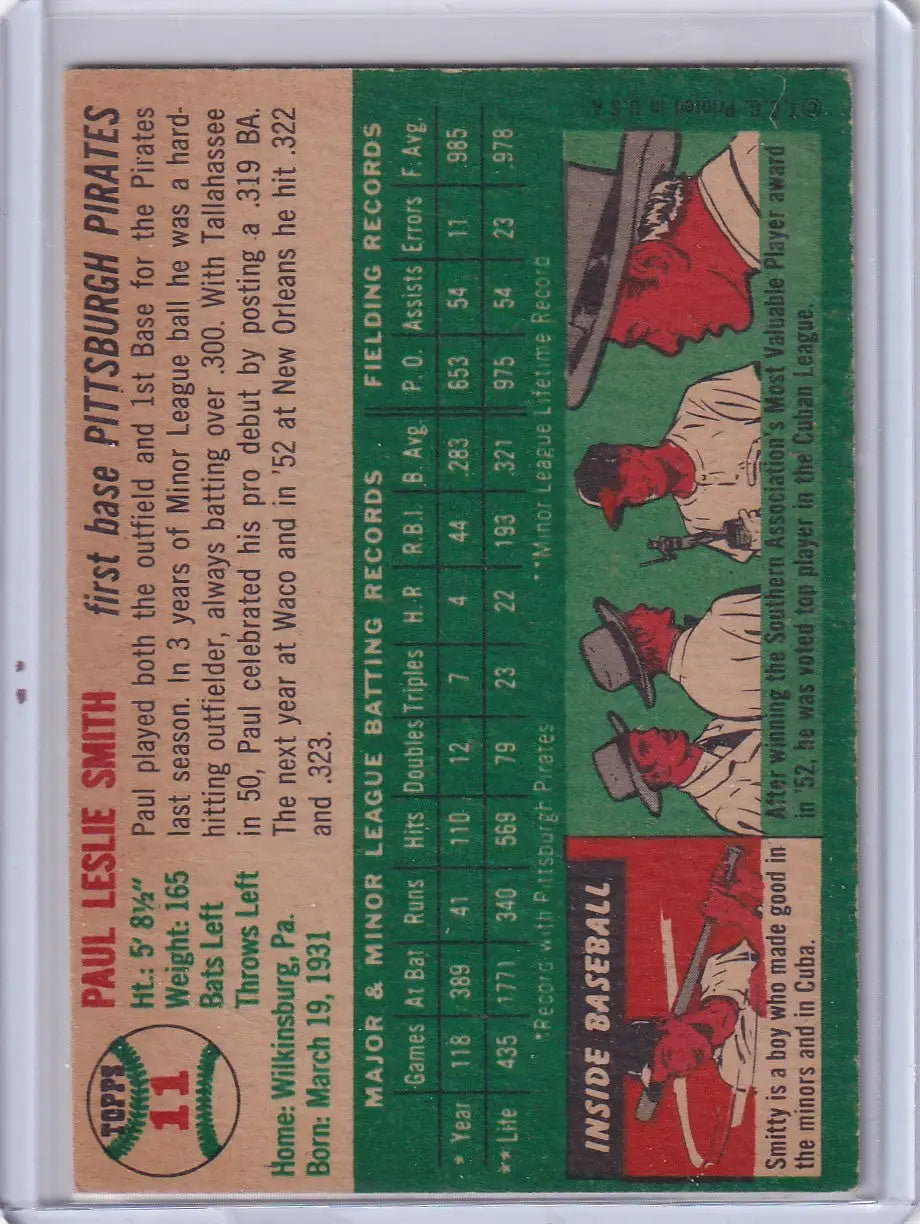 TOPPS
11
PAUL LESLIE SMITH first base PITTSBURGH PIRATES
Ht.: 5' 8½"
Weight: 165
Bats Left
Throws Left
Home: Wilkinsburg, Pa.
Born: March 19, 1931
Paul played both the outfield and 1st Base for the Pirates
last season. In 3 years of Minor League ball he was a hard-
hitting outfielder, always batting over .300. With Tallahassee
in 50, Paul celebrated his pro debut by posting a .319 BA.
The next year at Waco and in '52 at New Orleans he hit .322
and .323.
MAJOR & MINOR LEAGUE BATTING RECORDS FIELDING RECORDS
Games At Bat Runs Hits Doubles Triples H.R R.B.I. B. Avg. P.O. Assists Errors F. Avg.
* Year 118 389 41 110 12 7 4 44 .283 653 54 11 .985
** Life 435 1771 340 569 79 23 22 193 .321 975 54 23 .978
*Record with Pittsburgh Pirates **Minor League Lifetime Record
INSIDE BASEBALL
Smitty is a boy who made good in
the minors and in Cuba.
After winning the Southern Association's Most Valuable Player award
in '52, he was voted top player in the Cuban League.
©T.C.G. Printed in U.S.A